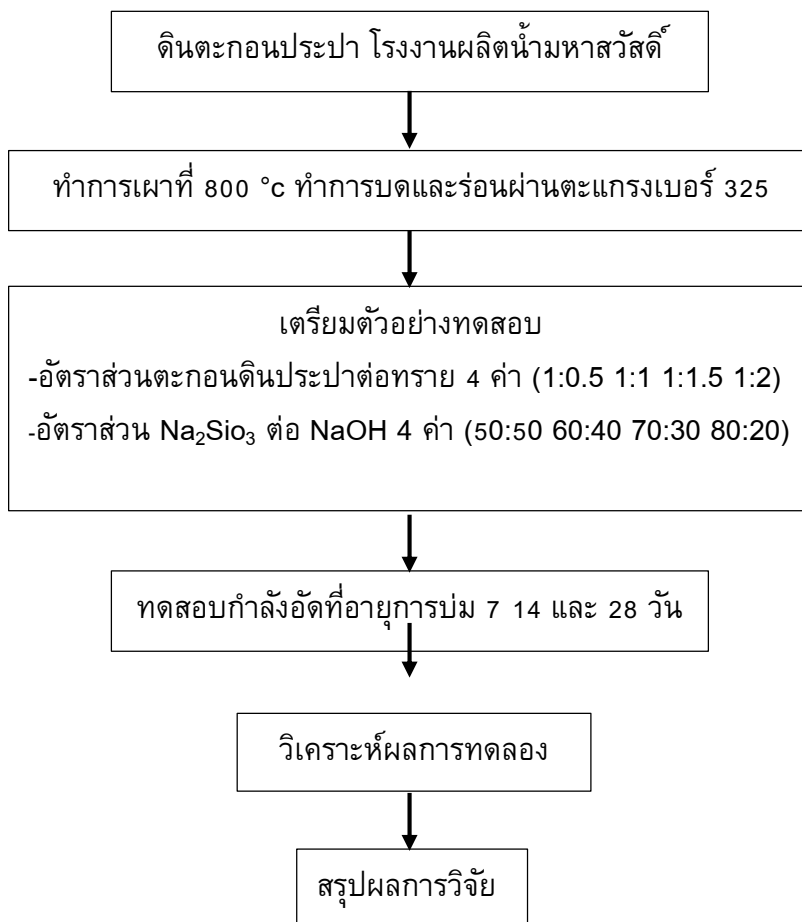 ดินตะกอนประปา โรงงานผลิตน้ำมหาสวัสดิ์
ทำการเผาที่ 800 °c ทำการบดและร่อนผ่านตะแกรงเบอร์ 325
เตรียมตัวอย่างทดสอบ
-อัตราส่วนตะกอนดินประปาต่อทราย 4 ค่า (1:0.5 1:1 1:1.5 1:2)
-อัตราส่วน Na₂Sio₃ ต่อ NaOH 4 ค่า (50:50 60:40 70:30 80:20)
ทดสอบกำลังอัดที่อายุการบ่ม 7 14 และ 28 วัน
วิเคราะห์ผลการทดลอง
สรุปผลการวิจัย